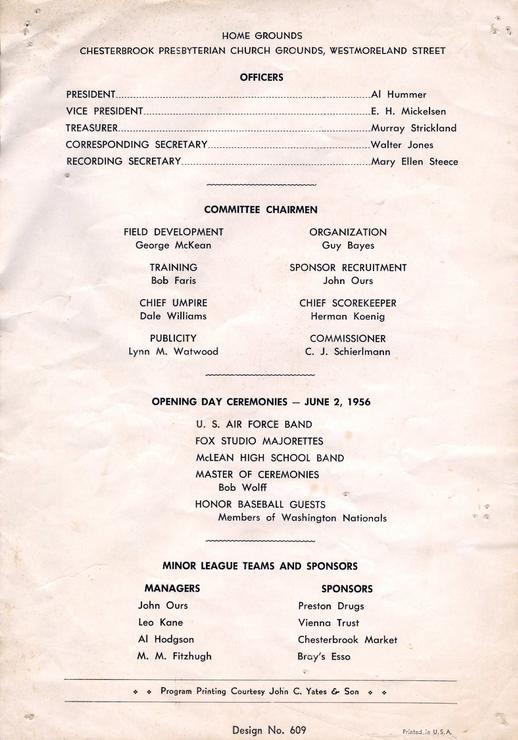 HOME GROUNDS
CHESTERBROOK PRESBYTERIAN CHURCH GROUNDS, WESTMORELAND STREET
OFFICERS
PRESIDENT Al Hummer
VICE PRESIDENT E. H. Mickelsen
TREASURER Murray Strickland
CORRESPONDING SECRETARY Walter Jones
RECORDING SECRETARY Mary Ellen Steece
COMMITTEE CHAIRMEN
FIELD DEVELOPMENT ORGANIZATION
George McKean Guy Bayes
TRAINING SPONSOR RECRUITMENT
Bob Faris John Ours
CHIEF UMPIRE CHIEF SCOREKEEPER
Dale Williams Herman Koenig
PUBLICITY COMMISSIONER
Lynn M. Watwood C. J. Schierlmann
OPENING DAY CEREMONIES — JUNE 2, 1956
U. S. AIR FORCE BAND
FOX STUDIO MAJORETTES
McLEAN HIGH SCHOOL BAND
MASTER OF CEREMONIES
Bob Wolff
HONOR BASEBALL GUESTS
Members of Washington Nationals
MINOR LEAGUE TEAMS AND SPONSORS
MANAGERS SPONSORS
John Ours Preston Drugs
Leo Kane Vienna Trust
Al Hodgson Chesterbrook Market
M. M. Fitzhugh Bray's Esso
Program Printing Courtesy John C. Yates & Son
Design No. 609
Printed in U. S. A.